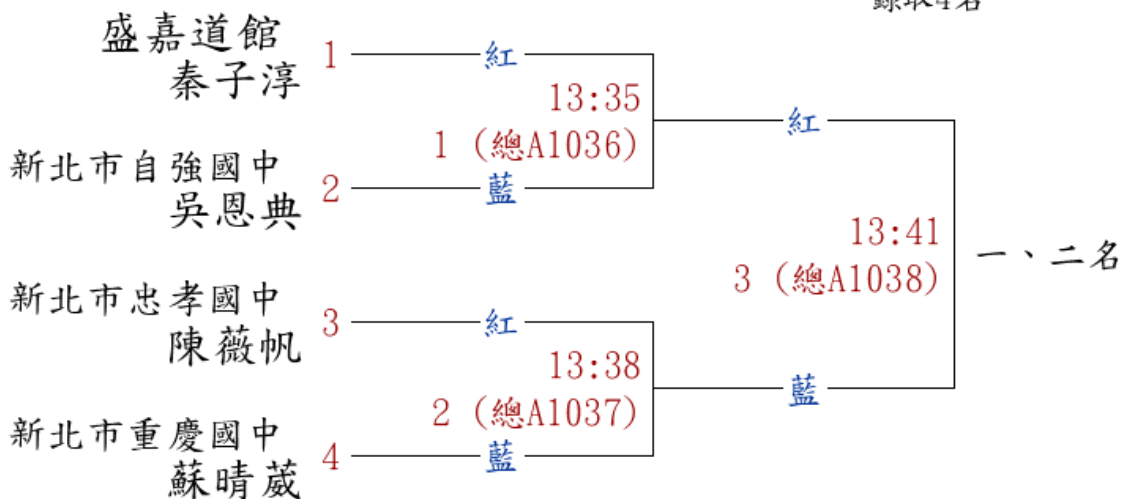 錄取4名
盛嘉道館
秦子淳
1
紅
13:35
1 (總A1036)
新北市自強國中
吳恩典
2
藍
紅
13:41
3 (總A1038)
一、二名
新北市忠孝國中
陳薇帆
3
紅
13:38
2 (總A1037)
藍
新北市重慶國中
蘇晴葳
4
藍